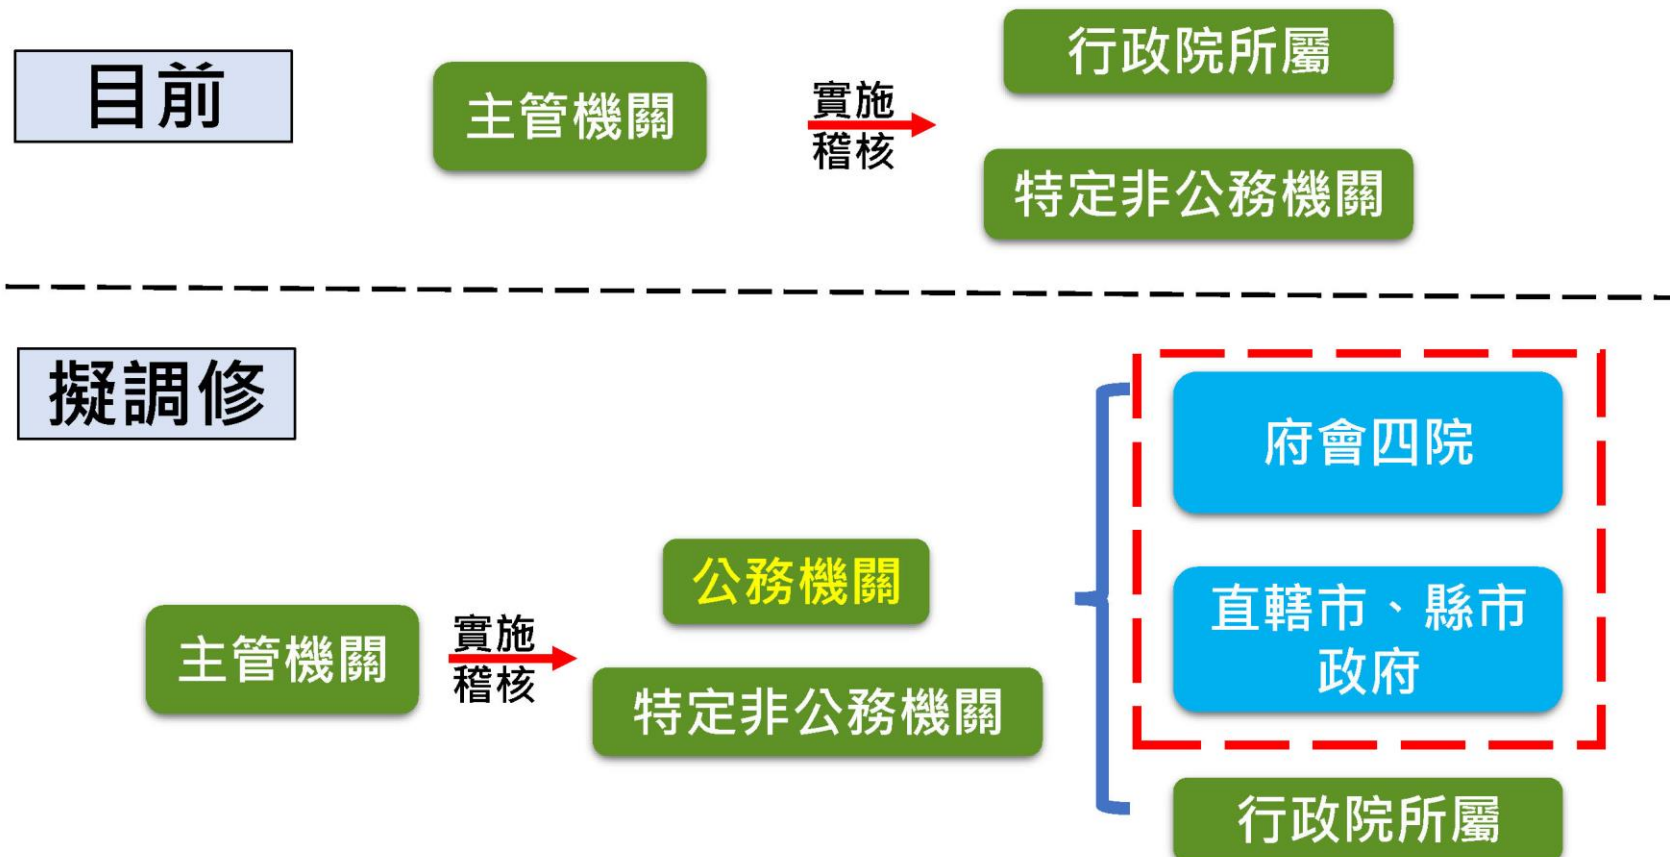 目前
主管機關
實施
稽核
行政院所屬
特定非公務機關
擬調修
主管機關
實施
稽核
公務機關
特定非公務機關
府會四院
直轄市、縣市
政府
行政院所屬